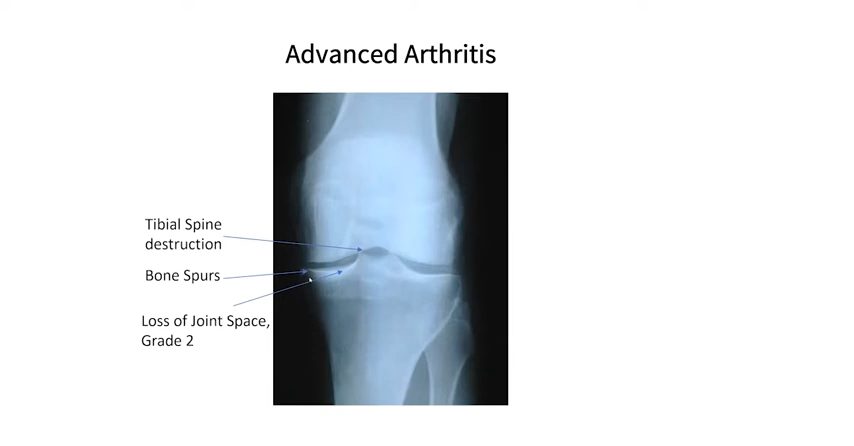 Advanced Arthritis
Tibial Spine
destruction
Bone Spurs
Loss of Joint Space,
Grade 2